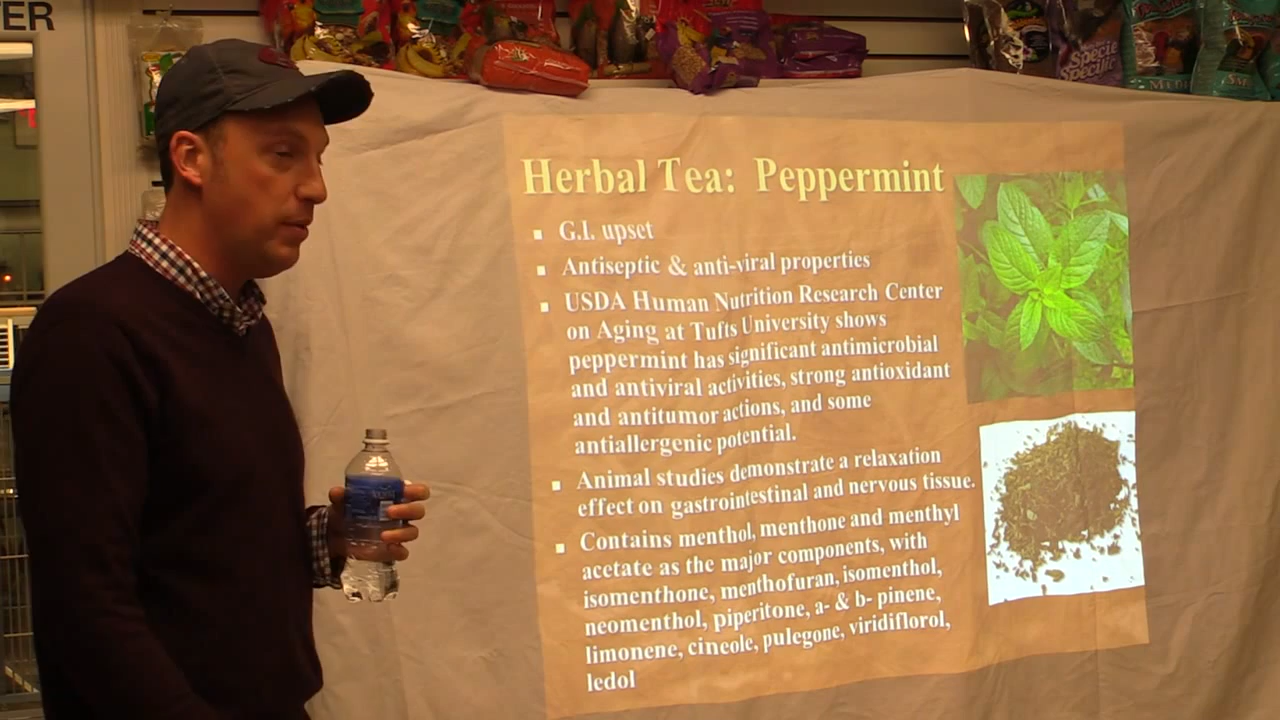 TER
Specie
Specific
Herbal Tea: Peppermint
▪ G.I. upset
▪ Antiseptic & anti-viral properties
▪ USDA Human Nutrition Research Center
on Aging at Tufts University shows
peppermint has significant antimicrobial
and antiviral activities, strong antioxidant
and antitumor actions, and some
antiallergenic potential.
▪ Animal studies demonstrate a relaxation
effect on gastrointestinal and nervous tissue.
▪ Contains menthol, menthone and menthyl
acetate as the major components, with
isomenthone, menthofuran, isomenthol,
neomenthol, piperitone, a- & b- pinene,
limonene, cineole, pulegone, viridiflorol,
ledol